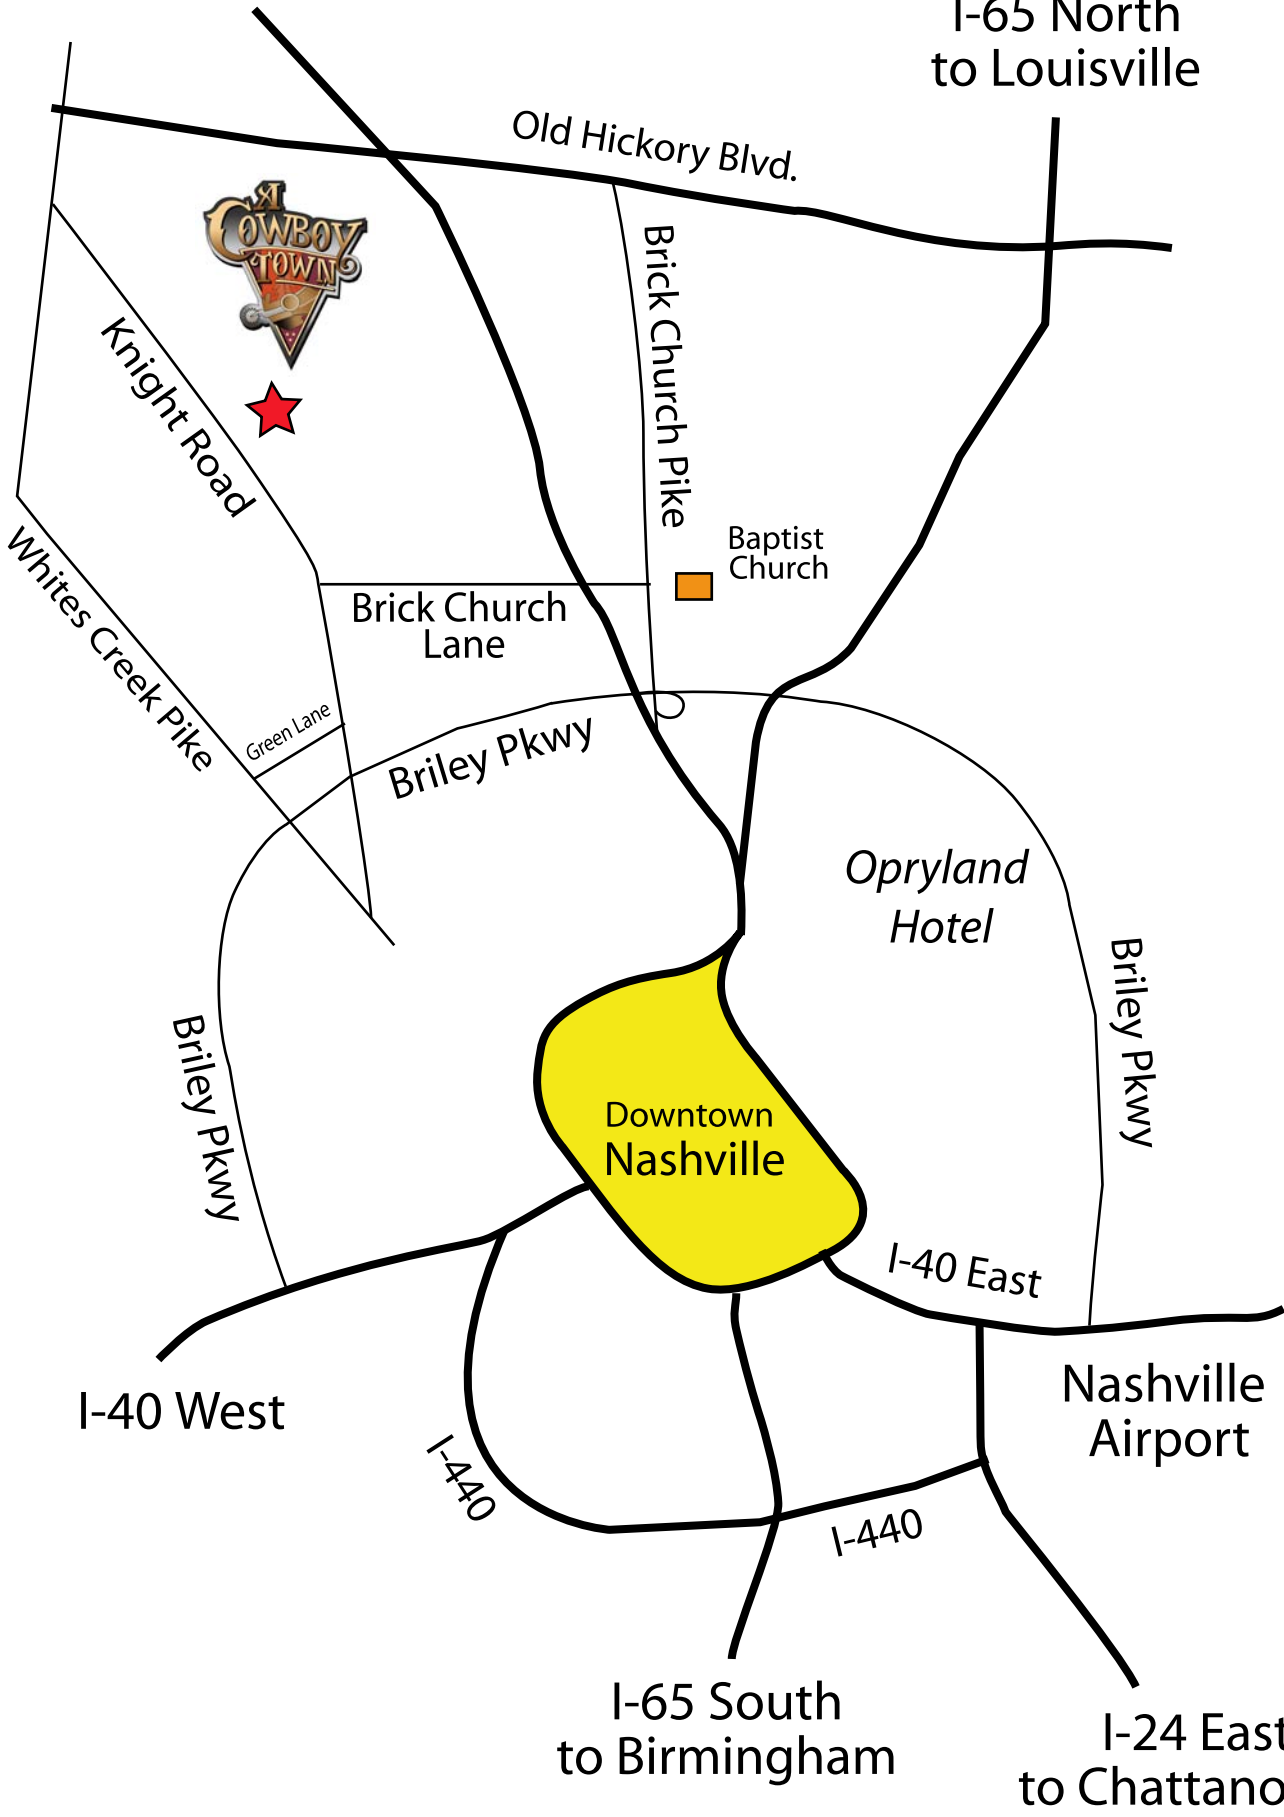 I-65 North
to Louisville
Old Hickory Blvd.
A
COWBOY
TOWN
Brick Church Pike
Knight Road
Whites Creek Pike
Baptist
Church
Brick Church
Lane
Green Lane
Briley Pkwy
Opryland
Hotel
Briley Pkwy
Briley Pkwy
Downtown
Nashville
I-40 East
Nashville
Airport
I-40 West
I-440
I-440
I-65 South
to Birmingham
I-24 East
to Chattano